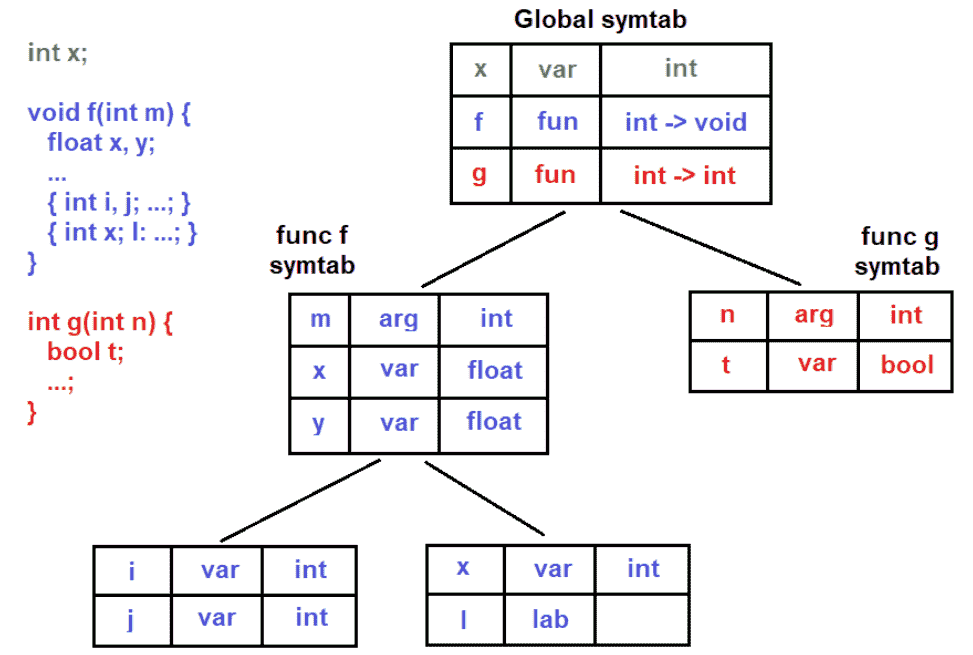 Global symtab
int x;
void f(int m) {
float x, y;
...
{ int i, j; ...; }
{ int x; l: ...; }
}
int g(int n) {
bool t;
...;
}
x var int
f fun int -> void
g fun int -> int
func f
symtab
m arg int
x var float
y var float
func g
symtab
n arg int
t var bool
i var int
j var int
x var int
l lab